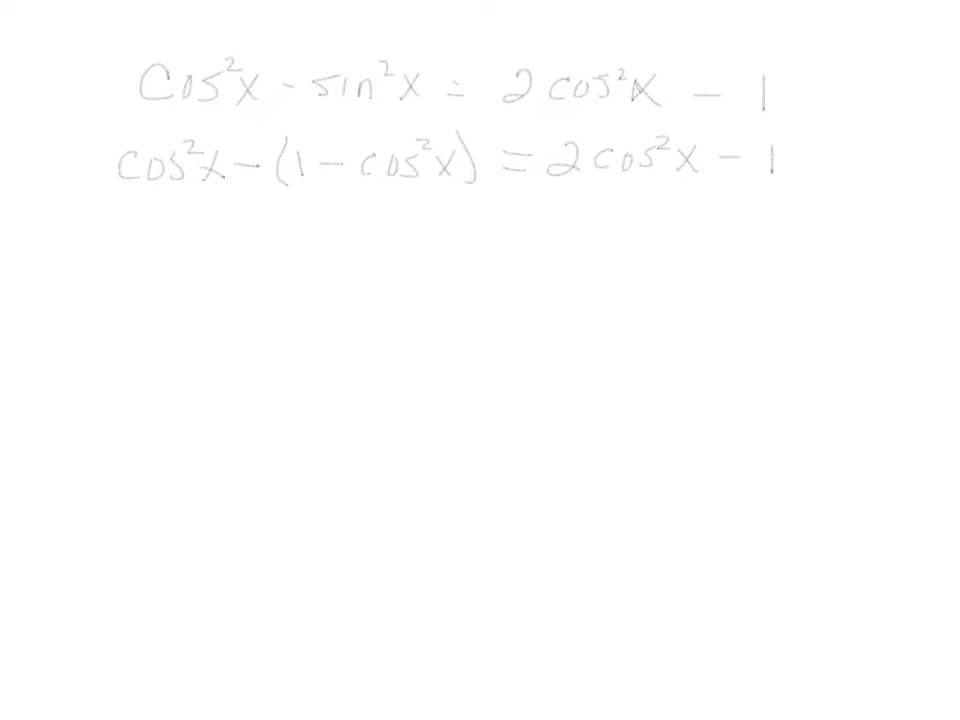 Cos²x - sin²x = 2cos²x - 1
cos²x - (1 - cos²x) = 2cos²x - 1